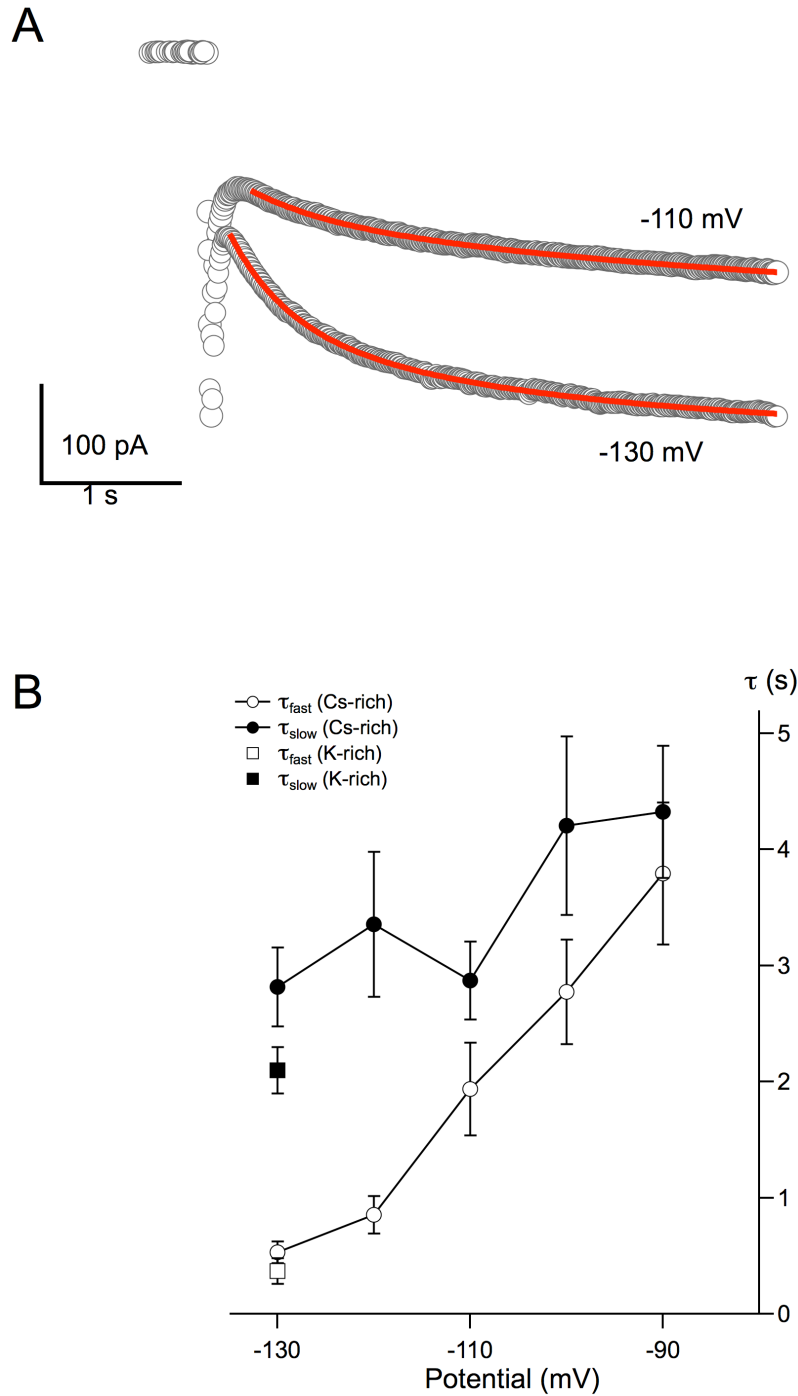 A
-110 mV
100 pA
-130 mV
1 s
B
τ (s)
τfast (Cs-rich)
τslow (Cs-rich)
τfast (K-rich)
τslow (K-rich)
5
4
3
2
1
0
-130 -110 -90
Potential (mV)